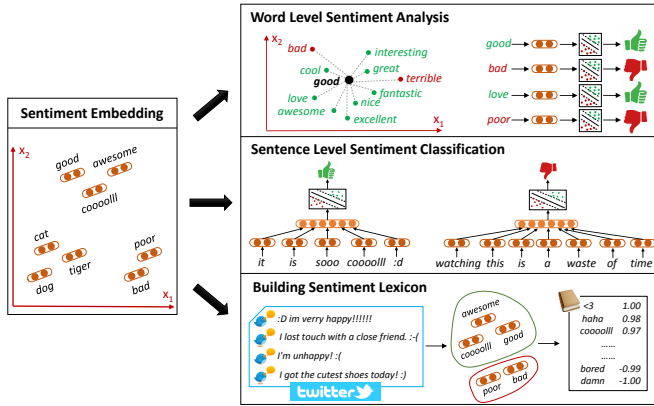 Sentiment Embedding
x2
good
awesome
coooolll
cat
tiger
dog
poor
bad
x1
Word Level Sentiment Analysis
x2
bad
interesting
cool
great
good
terrible
love
fantastic
nice
awesome
excellent
x1
good
bad
love
poor
Sentence Level Sentiment Classification
it is sooo coooolll :d
watching this is a waste of time
Building Sentiment Lexicon
:D im verry happy!!!!!!
I lost touch with a close friend. :-(
I'm unhappy! :(
I got the cutest shoes today! :)
twitter
awesome
coooolll
good
poor
bad
<3 1.00
haha 0.98
coooolll 0.97
......
......
bored -0.99
damn -1.00